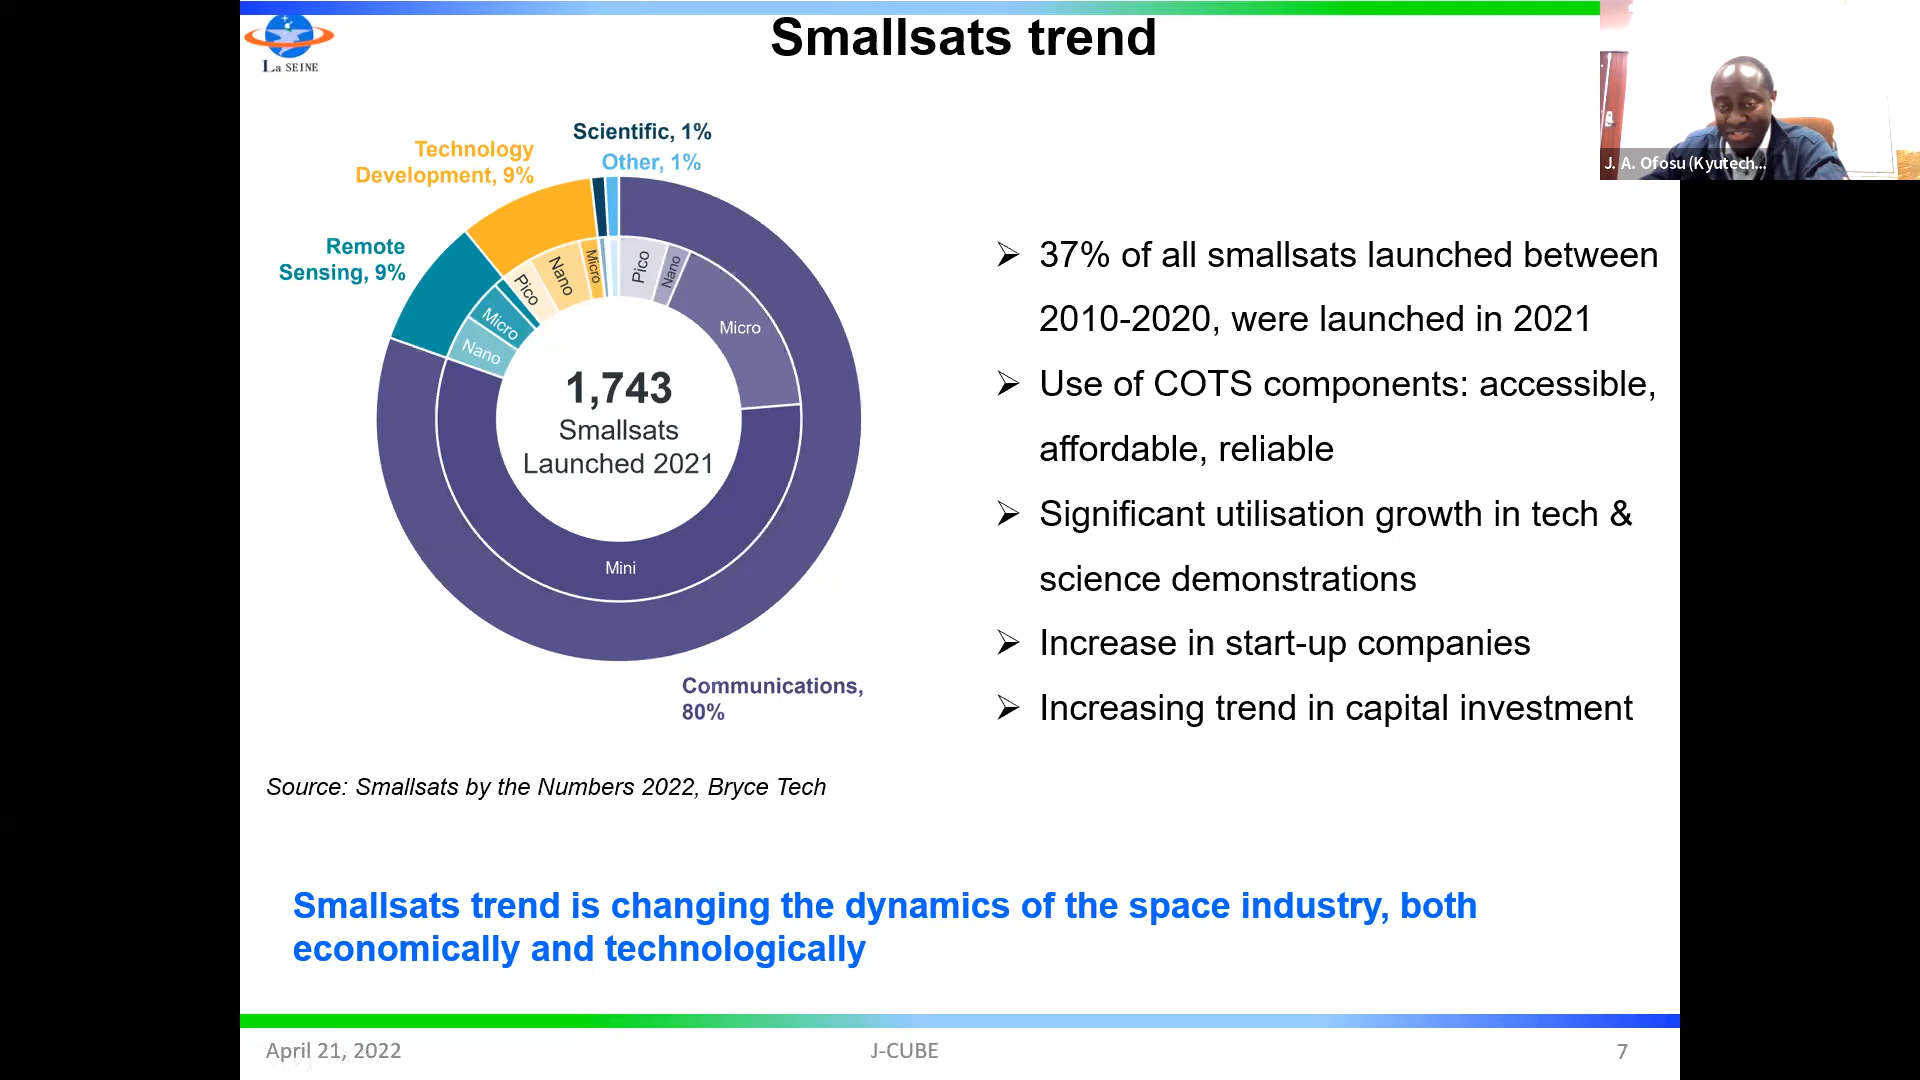 Smallsats trend
La SEINE
J. A. Ofosu (Kyutech...
Scientific, 1%
Other, 1%
Technology
Development, 9%
Remote
Sensing, 9%
Pico
Nano
Micro
Pico
Nano
Micro
Micro
Nano
Mini
1,743
Smallsats
Launched 2021
Communications,
80%
Source: Smallsats by the Numbers 2022, Bryce Tech
➢ 37% of all smallsats launched between
2010-2020, were launched in 2021
➢ Use of COTS components: accessible,
affordable, reliable
➢ Significant utilisation growth in tech &
science demonstrations
➢ Increase in start-up companies
➢ Increasing trend in capital investment
Smallsats trend is changing the dynamics of the space industry, both
economically and technologically
April 21, 2022
J-CUBE
7